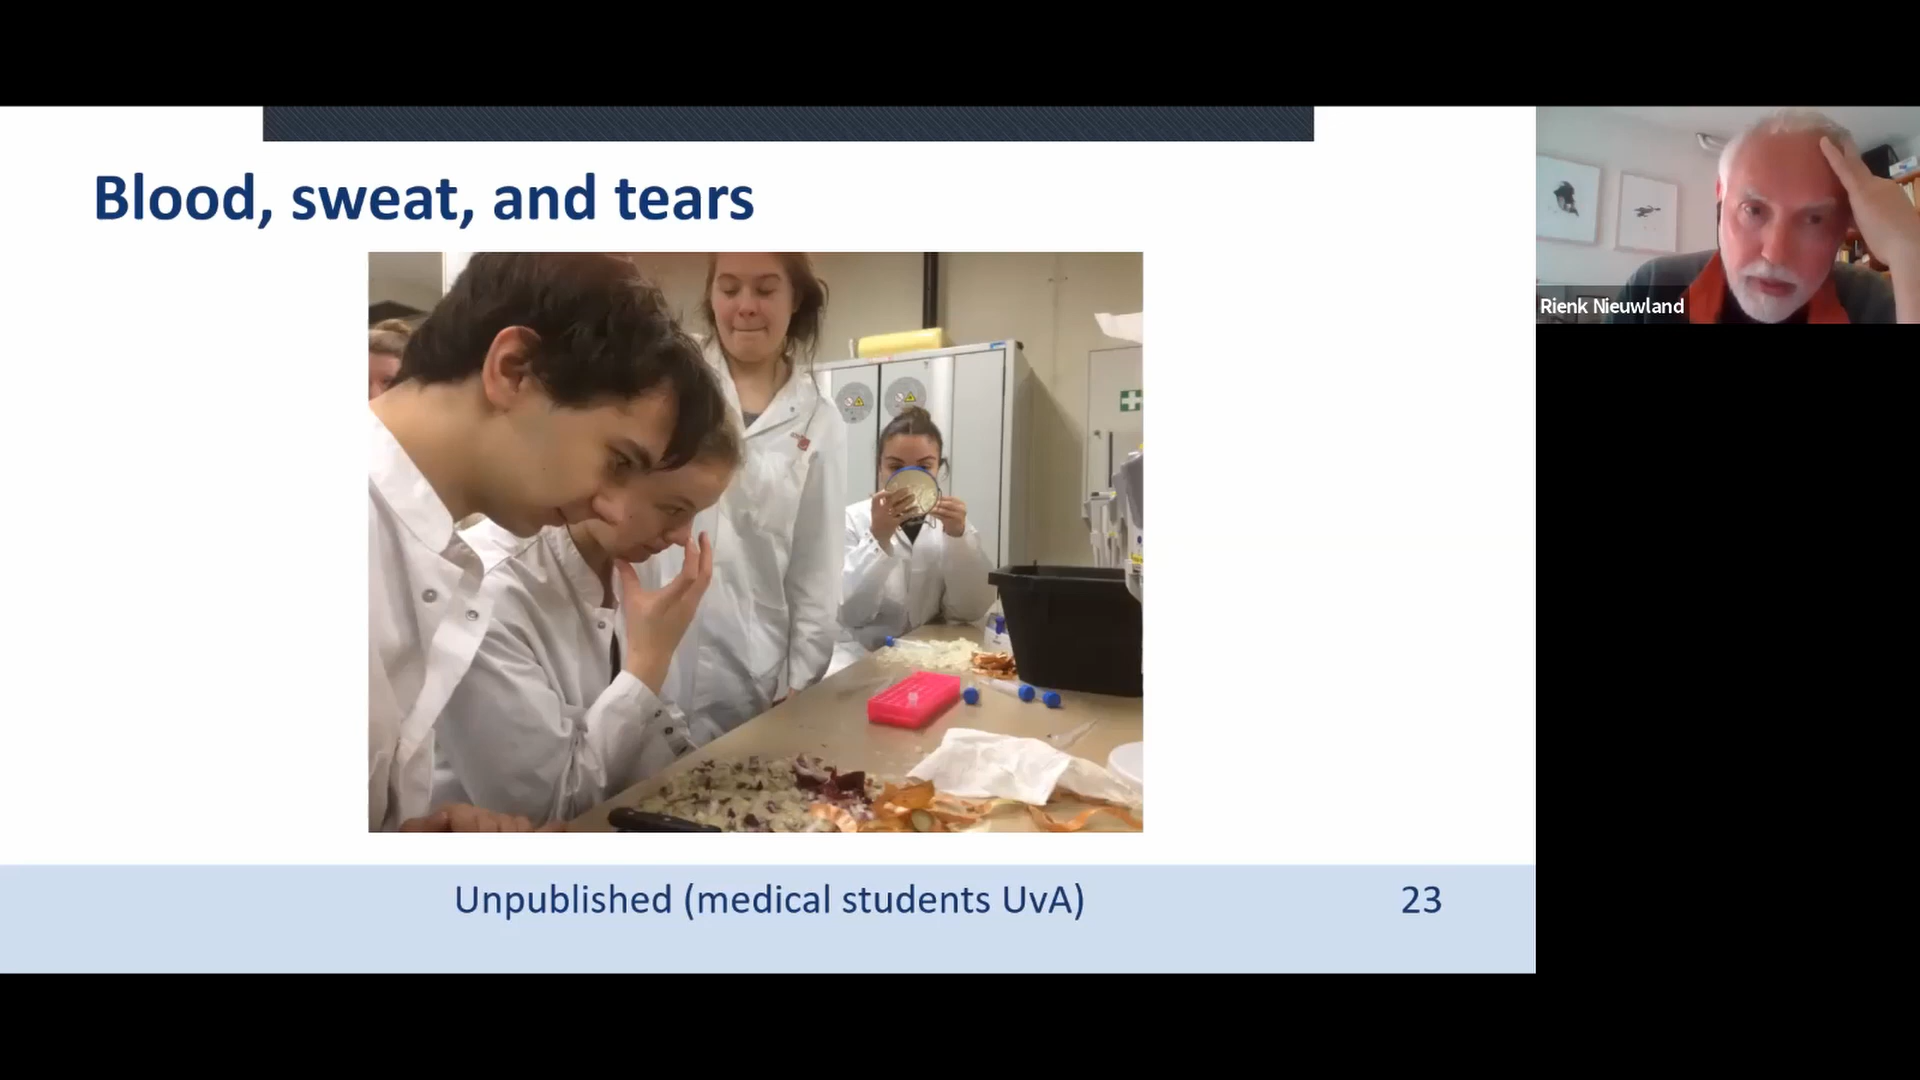 Blood, sweat, and tears
Rienk Nieuwland
Unpublished (medical students UvA)
23